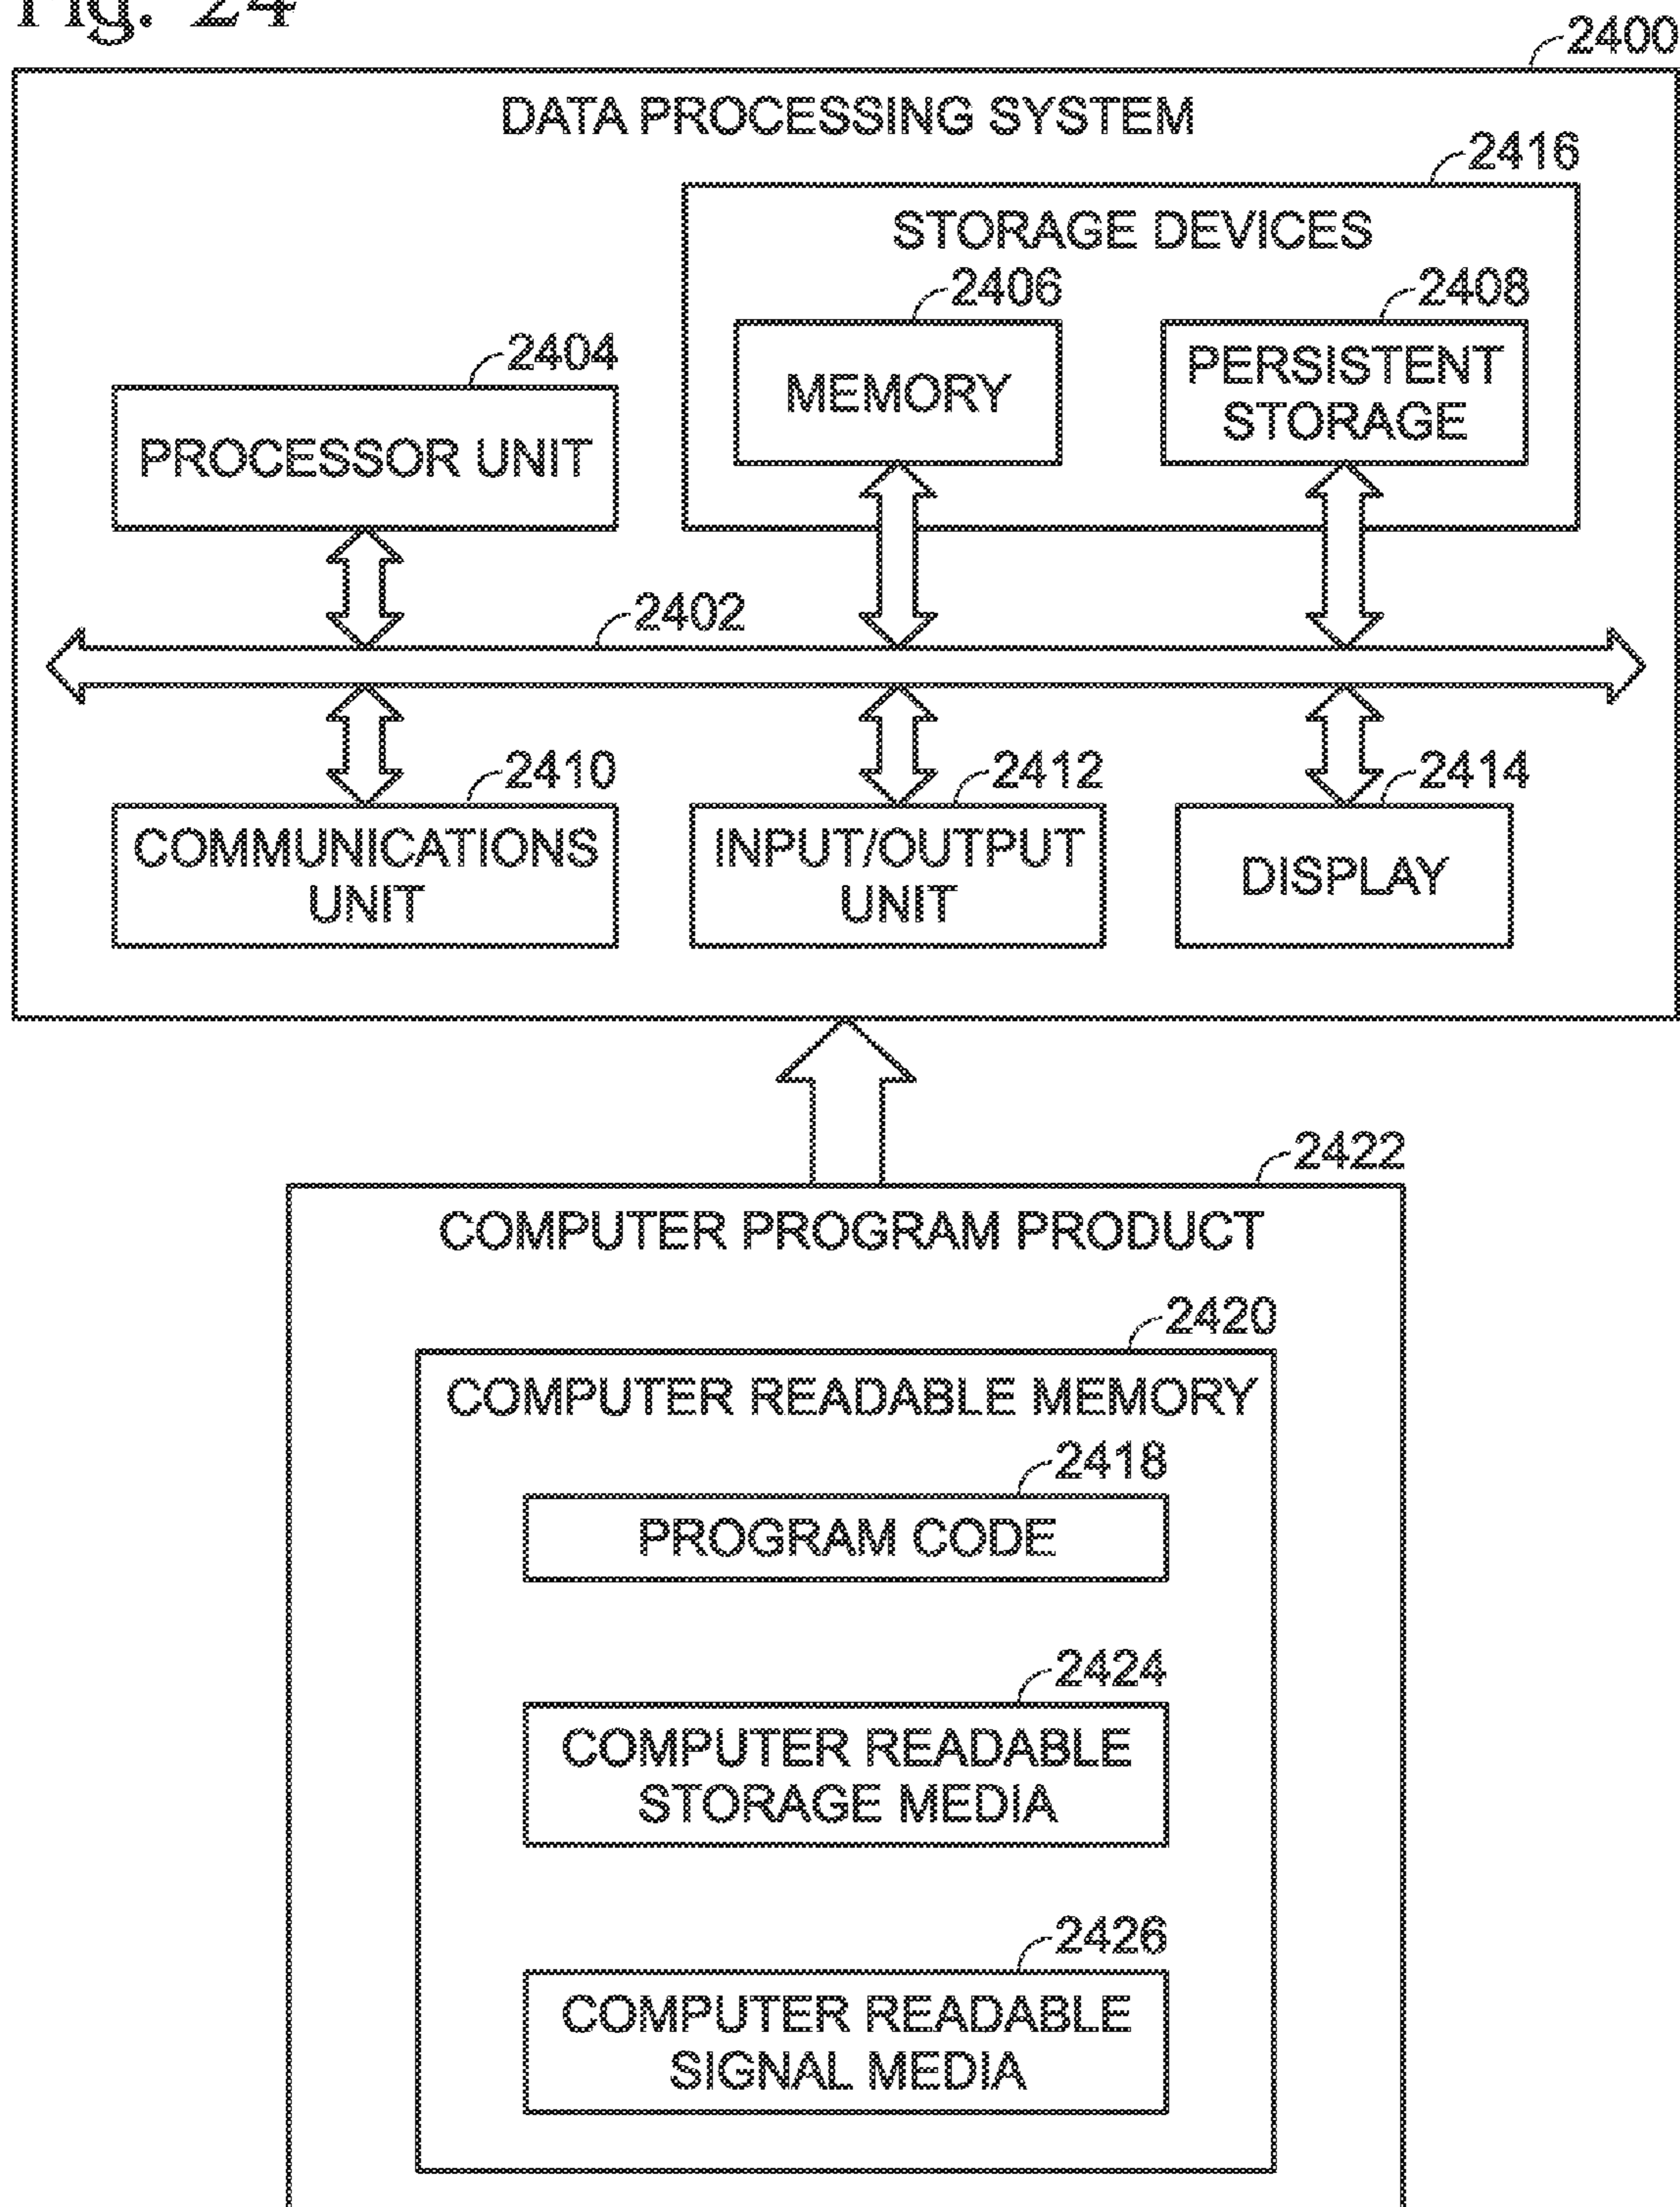 Fig. 24
2400
DATA PROCESSING SYSTEM
2416
STORAGE DEVICES
2406
2408
2404
MEMORY
PERSISTENT
STORAGE
PROCESSOR UNIT
2402
2410
2412
2414
COMMUNICATIONS
UNIT
INPUT/OUTPUT
UNIT
DISPLAY
2422
COMPUTER PROGRAM PRODUCT
2420
COMPUTER READABLE MEMORY
2418
PROGRAM CODE
2424
COMPUTER READABLE
STORAGE MEDIA
2426
COMPUTER READABLE
SIGNAL MEDIA